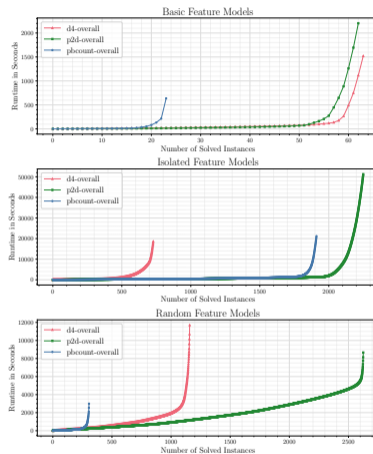 Basic Feature Models
d4-overall
p2d-overall
pbcount-overall
Runtime in Seconds
2000
1500
1000
500
0
0 10 20 30 40 50 60
Number of Solved Instances
Isolated Feature Models
d4-overall
p2d-overall
pbcount-overall
Runtime in Seconds
50000
40000
30000
20000
10000
0
0 500 1000 1500 2000
Number of Solved Instances
Random Feature Models
d4-overall
p2d-overall
pbcount-overall
Runtime in Seconds
12000
10000
8000
6000
4000
2000
0
0 500 1000 1500 2000 2500
Number of Solved Instances